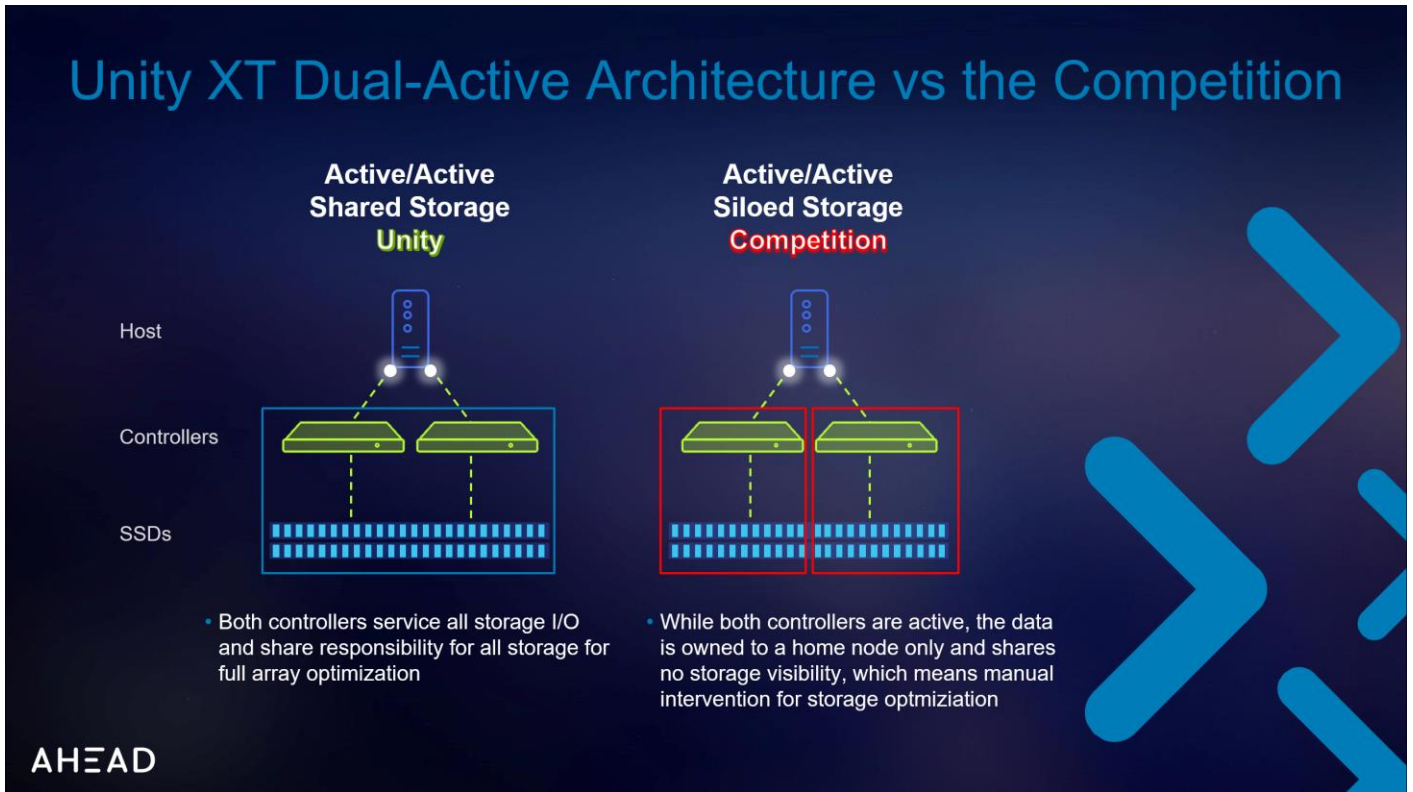 Unity XT Dual-Active Architecture vs the Competition
Active/Active
Shared Storage
Unity
Active/Active
Siloed Storage
Competition
Host
Controllers
SSDs
• Both controllers service all storage I/O
and share responsibility for all storage for
full array optimization
• While both controllers are active, the data
is owned to a home node only and shares
no storage visibility, which means manual
intervention for storage optmiziation
AHEAD